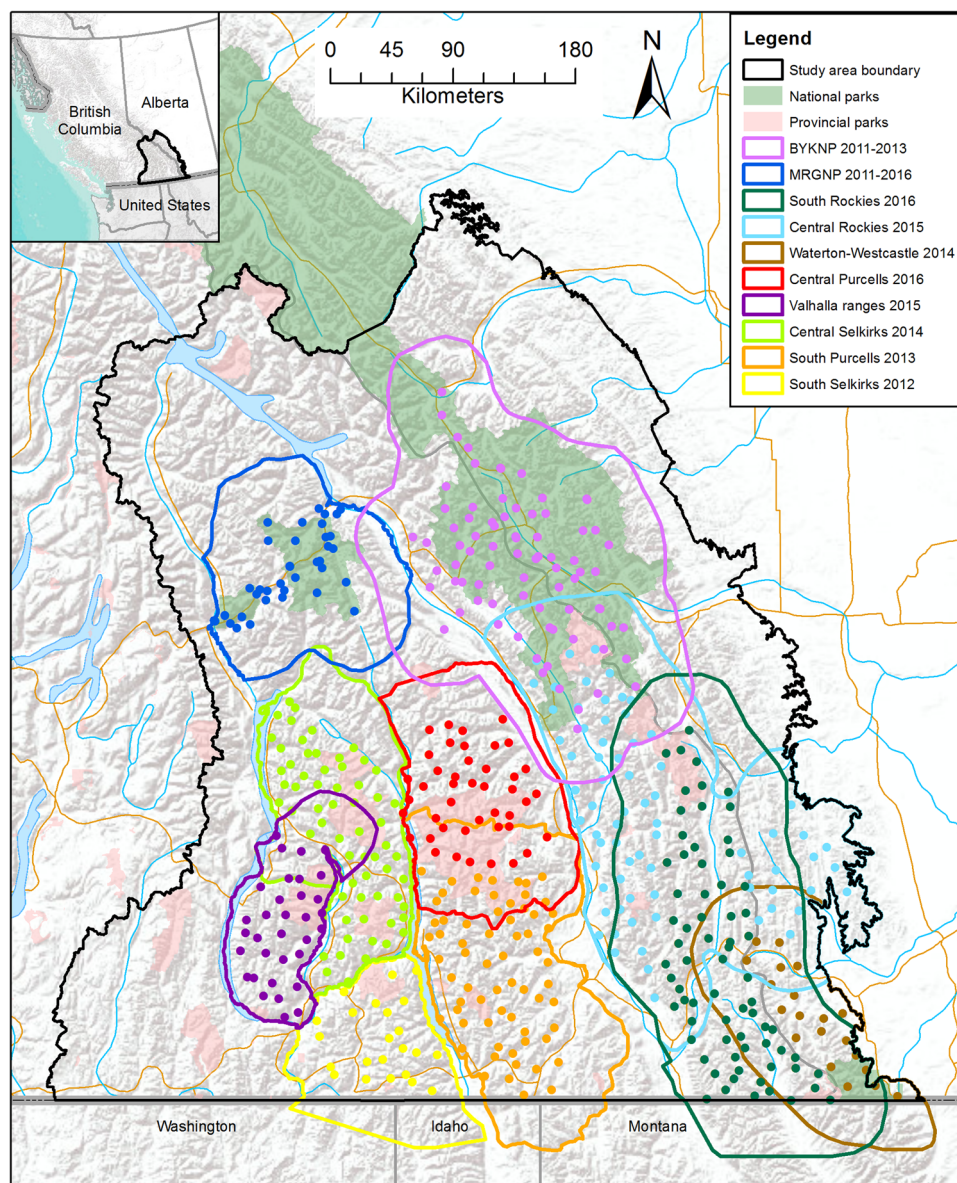 Alberta
British
Columbia
United States
0 45 90 180
Kilometers
N
Legend
Study area boundary
National parks
Provincial parks
BYKNP 2011-2013
MRGNP 2011-2016
South Rockies 2016
Central Rockies 2015
Waterton-Westcastle 2014
Central Purcells 2016
Valhalla ranges 2015
Central Selkirks 2014
South Purcells 2013
South Selkirks 2012
Washington Idaho Montana